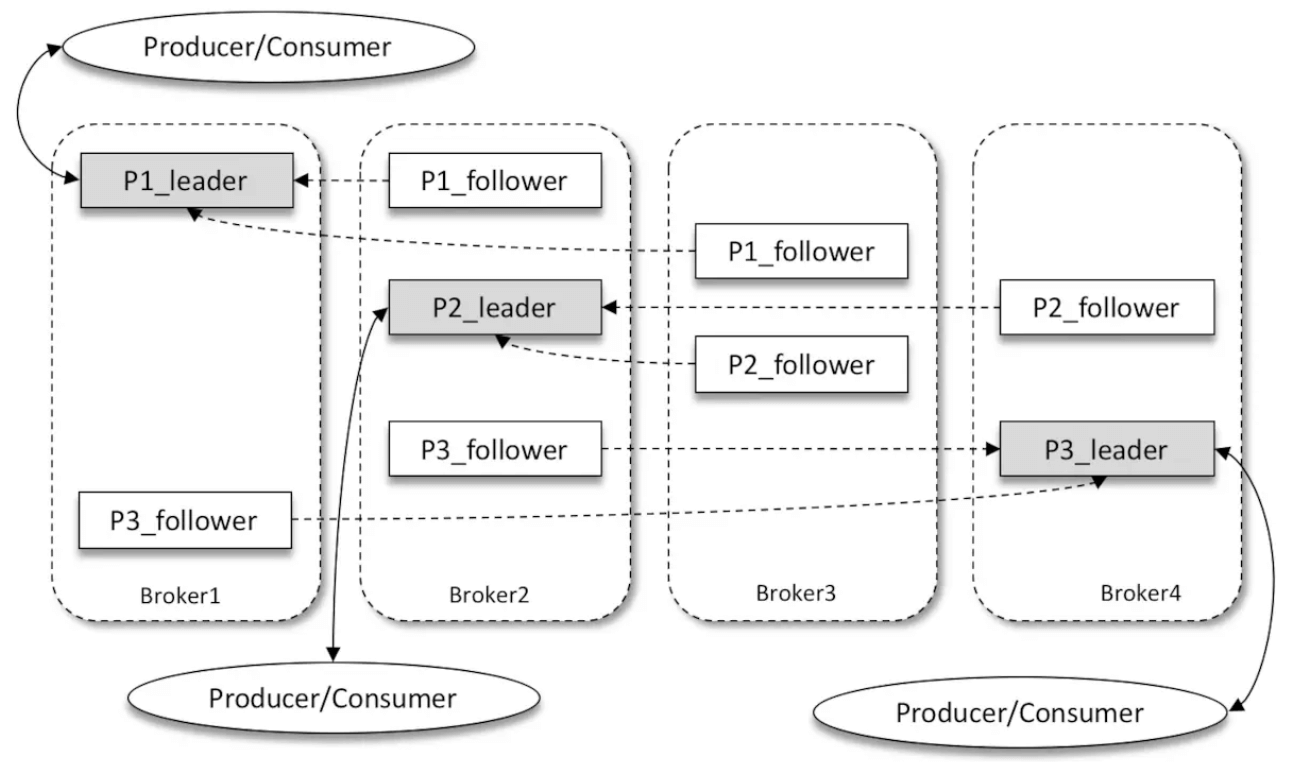 Producer/Consumer
P1_leader
P1_follower
P1_follower
P2_leader
P2_follower
P2_follower
P3_follower
P3_leader
P3_follower
Broker1
Broker2
Broker3
Broker4
Producer/Consumer
Producer/Consumer